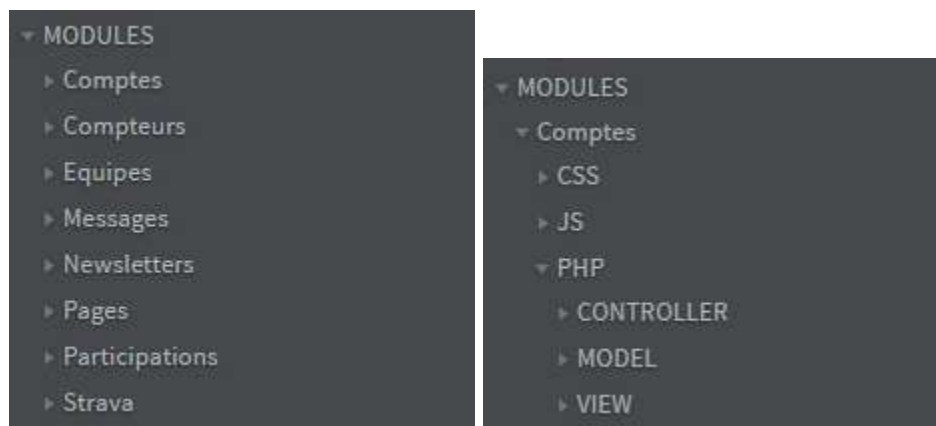 MODULES
Comptes
Compteurs
Equipes
Messages
Newsletters
Pages
Participations
Strava
MODULES
Comptes
CSS
JS
PHP
CONTROLLER
MODEL
VIEW